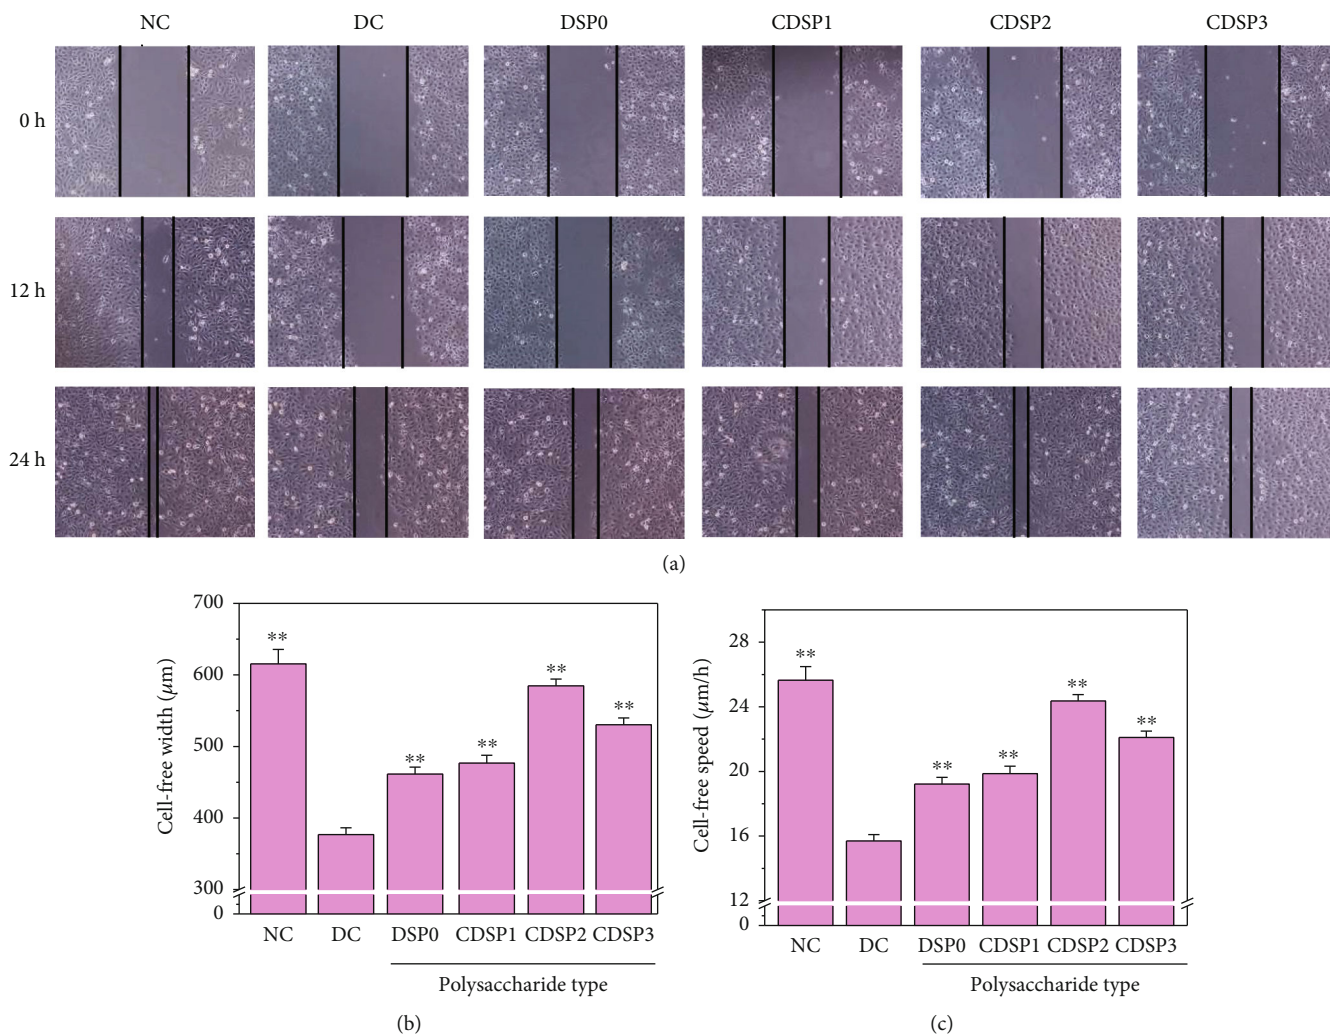 NC DC DSP0 CDSP1 CDSP2 CDSP3
0 h
12 h
24 h
(a)
Cell-free width (μm)
700
600
500
400
300
0
** ** ** ** **
NC DC DSP0 CDSP1 CDSP2 CDSP3
Polysaccharide type
(b)
Cell-free speed (μm/h)
28
24
20
16
12
0
** ** ** ** **
NC DC DSP0 CDSP1 CDSP2 CDSP3
Polysaccharide type
(c)